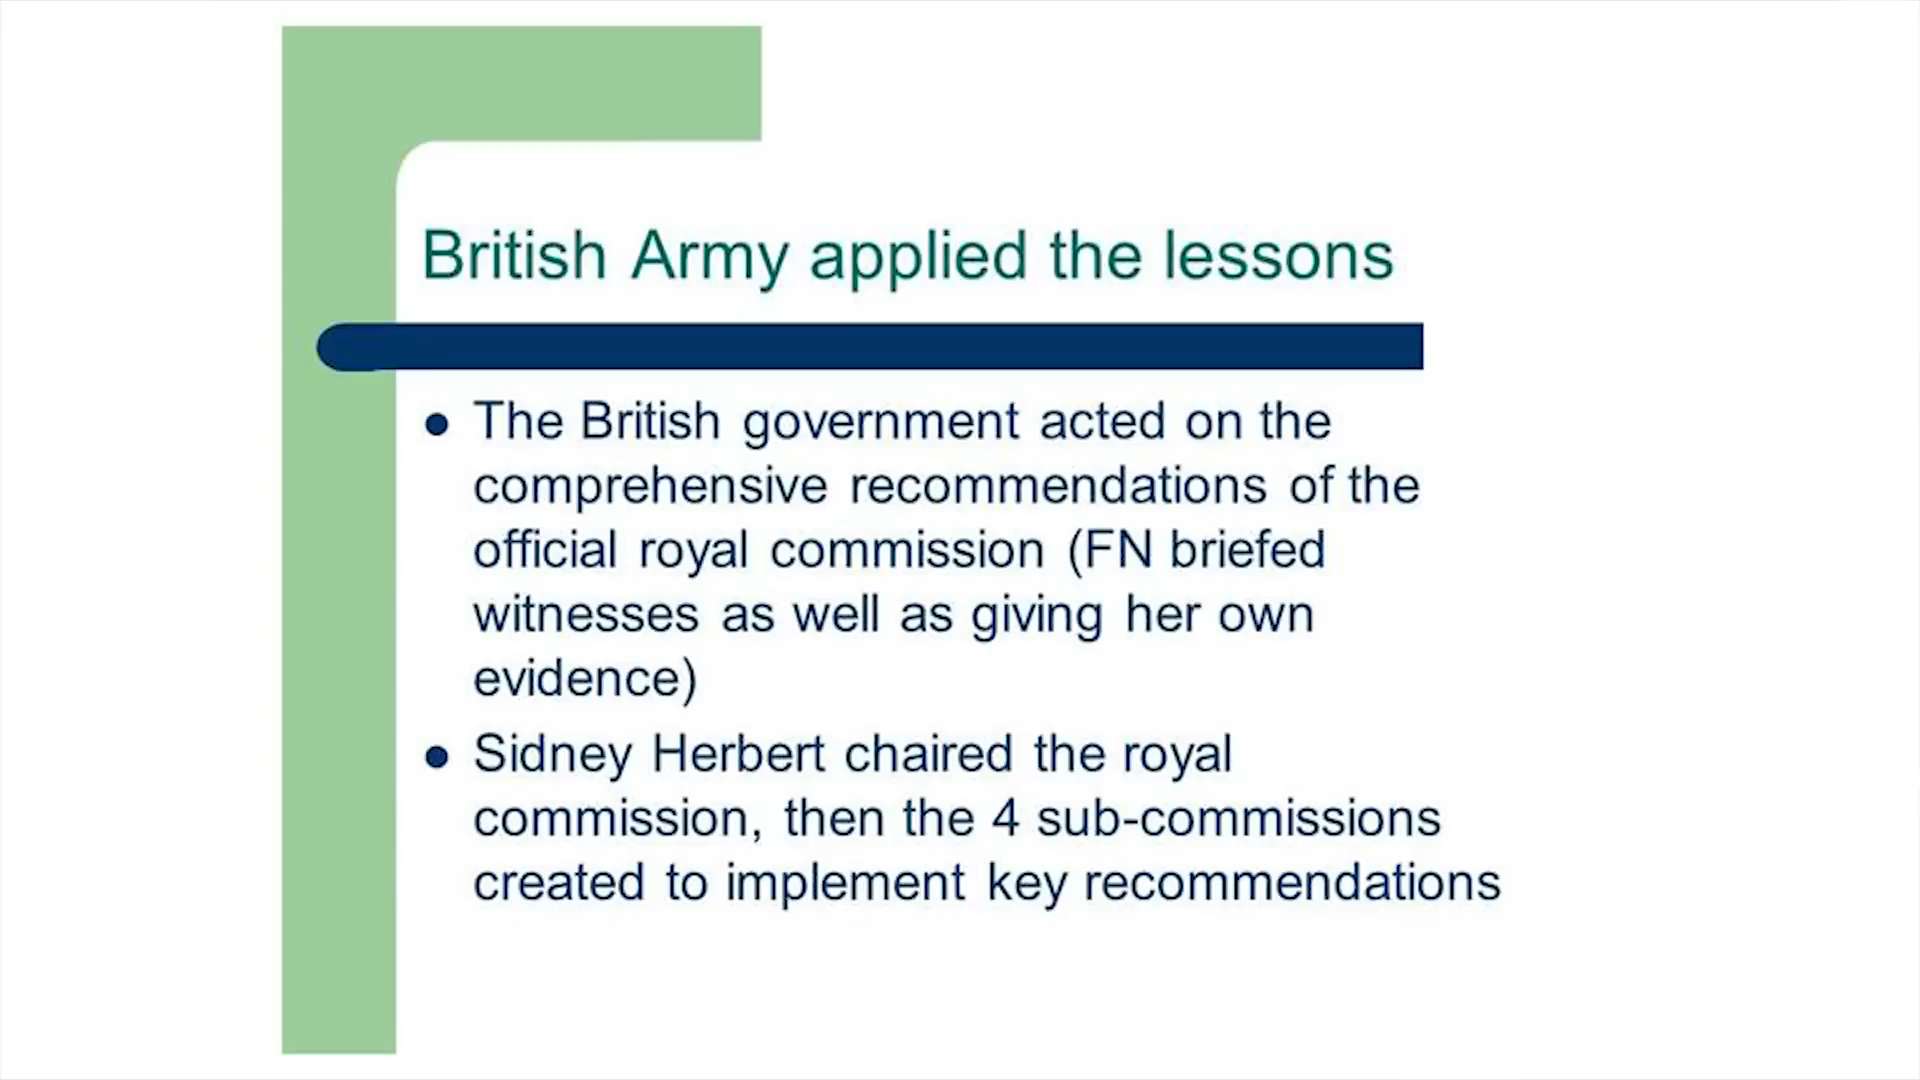 British Army applied the lessons
● The British government acted on the
comprehensive recommendations of the
official royal commission (FN briefed
witnesses as well as giving her own
evidence)
● Sidney Herbert chaired the royal
commission, then the 4 sub-commissions
created to implement key recommendations